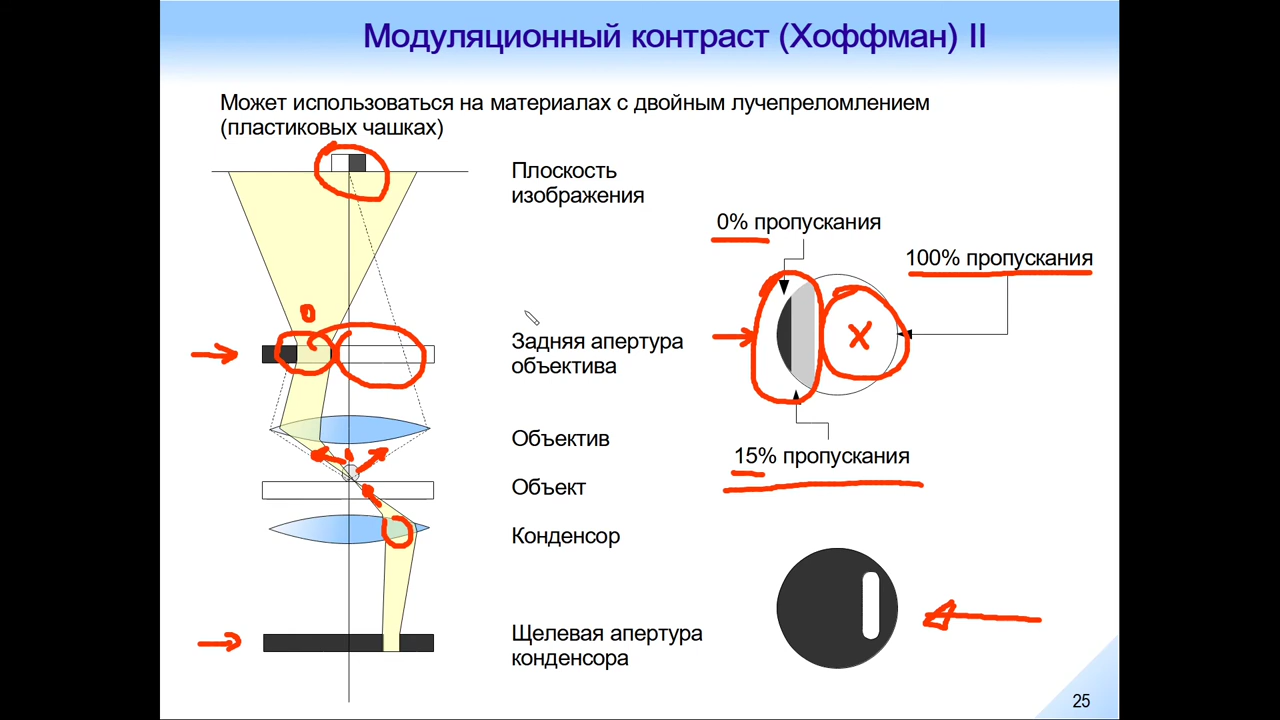 Модуляционный контраст (Хоффман) II
Может использоваться на материалах с двойным лучепреломлением
(пластиковых чашках)
Плоскость
изображения
0% пропускания
100% пропускания
Задняя апертура
объектива
Объектив
15% пропускания
Объект
Конденсор
Щелевая апертура
конденсора
25